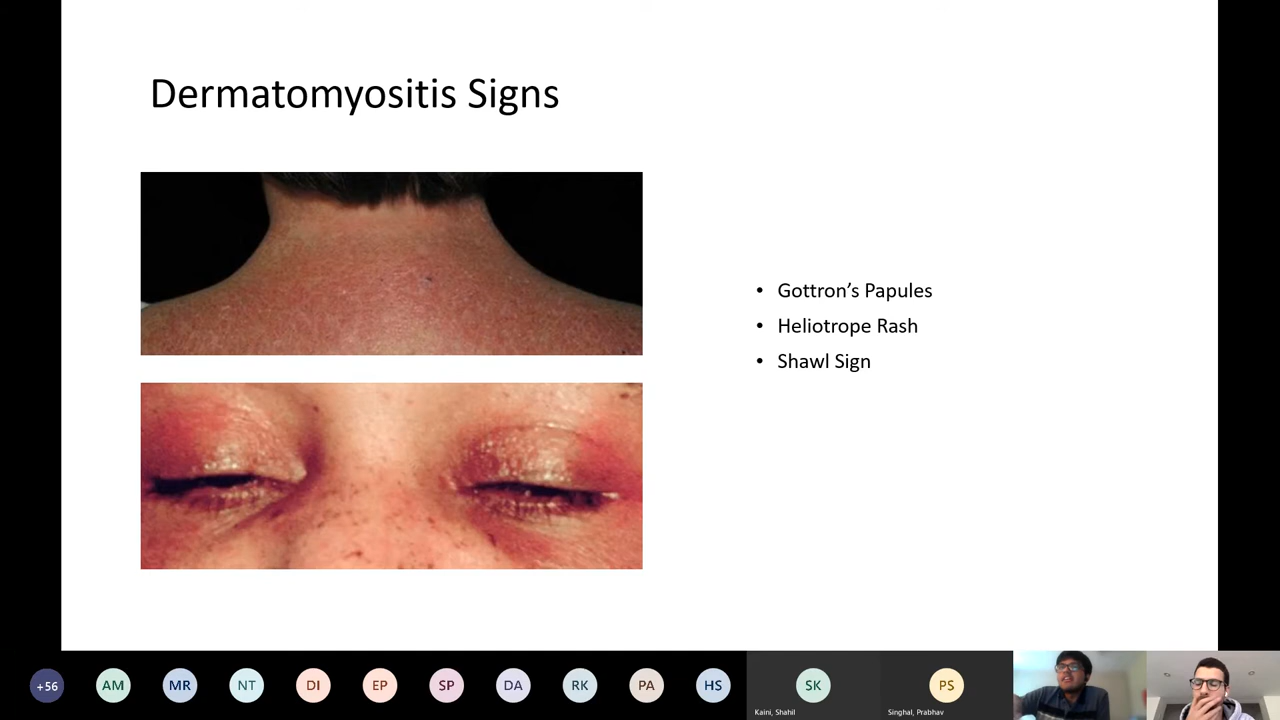 Dermatomyositis Signs
• Gottron’s Papules
• Heliotrope Rash
• Shawl Sign
+56
AM
MR
NT
DI
EP
SP
DA
RK
PA
HS
SK
Kaini, Shahil
PS
Singhal, Prabhav